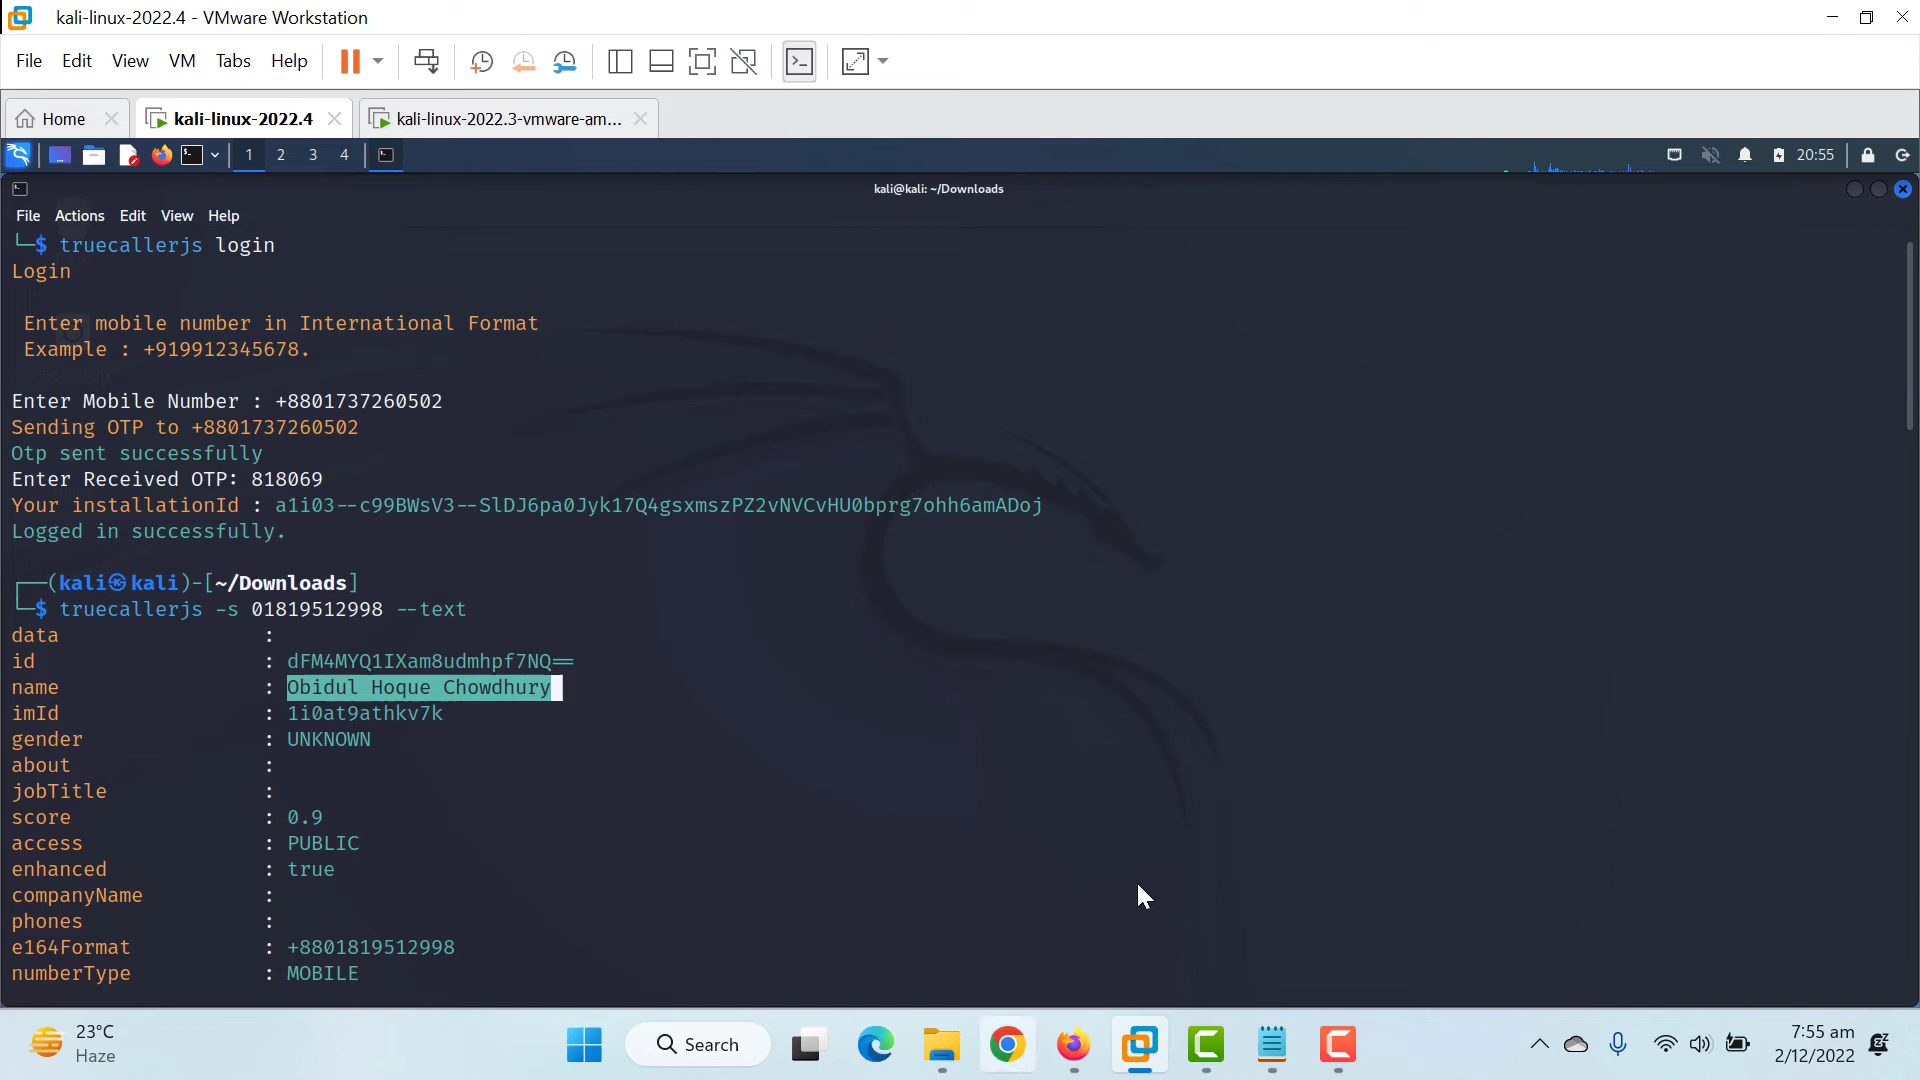 kali-linux-2022.4 - VMware Workstation
File Edit View VM Tabs Help
Home kali-linux-2022.4 kali-linux-2022.3-vmware-am...
1 2 3 4 20:55
kali@kali: ~/Downloads
File Actions Edit View Help
└─$ truecallerjs login
Login
Enter mobile number in International Format
Example : +919912345678.
Enter Mobile Number : +8801737260502
Sending OTP to +8801737260502
Otp sent successfully
Enter Received OTP: 818069
Your installationId : a1i03--c99BWsV3--SlDJ6pa0Jyk17Q4gsxmszPZ2vNVCvHU0bprg7ohh6amADoj
Logged in successfully.
┌──(kali㉿kali)-[~/Downloads]
└─$ truecallerjs -s 01819512998 --text
data :
id : dFM4MYQ1IXam8udmhpf7NQ==
name : Obidul Hoque Chowdhury
imId : 1i0at9athkv7k
gender : UNKNOWN
about :
jobTitle :
score : 0.9
access : PUBLIC
enhanced : true
companyName :
phones :
e164Format : +8801819512998
numberType : MOBILE
23°C
Haze
Search
7:55 am
2/12/2022